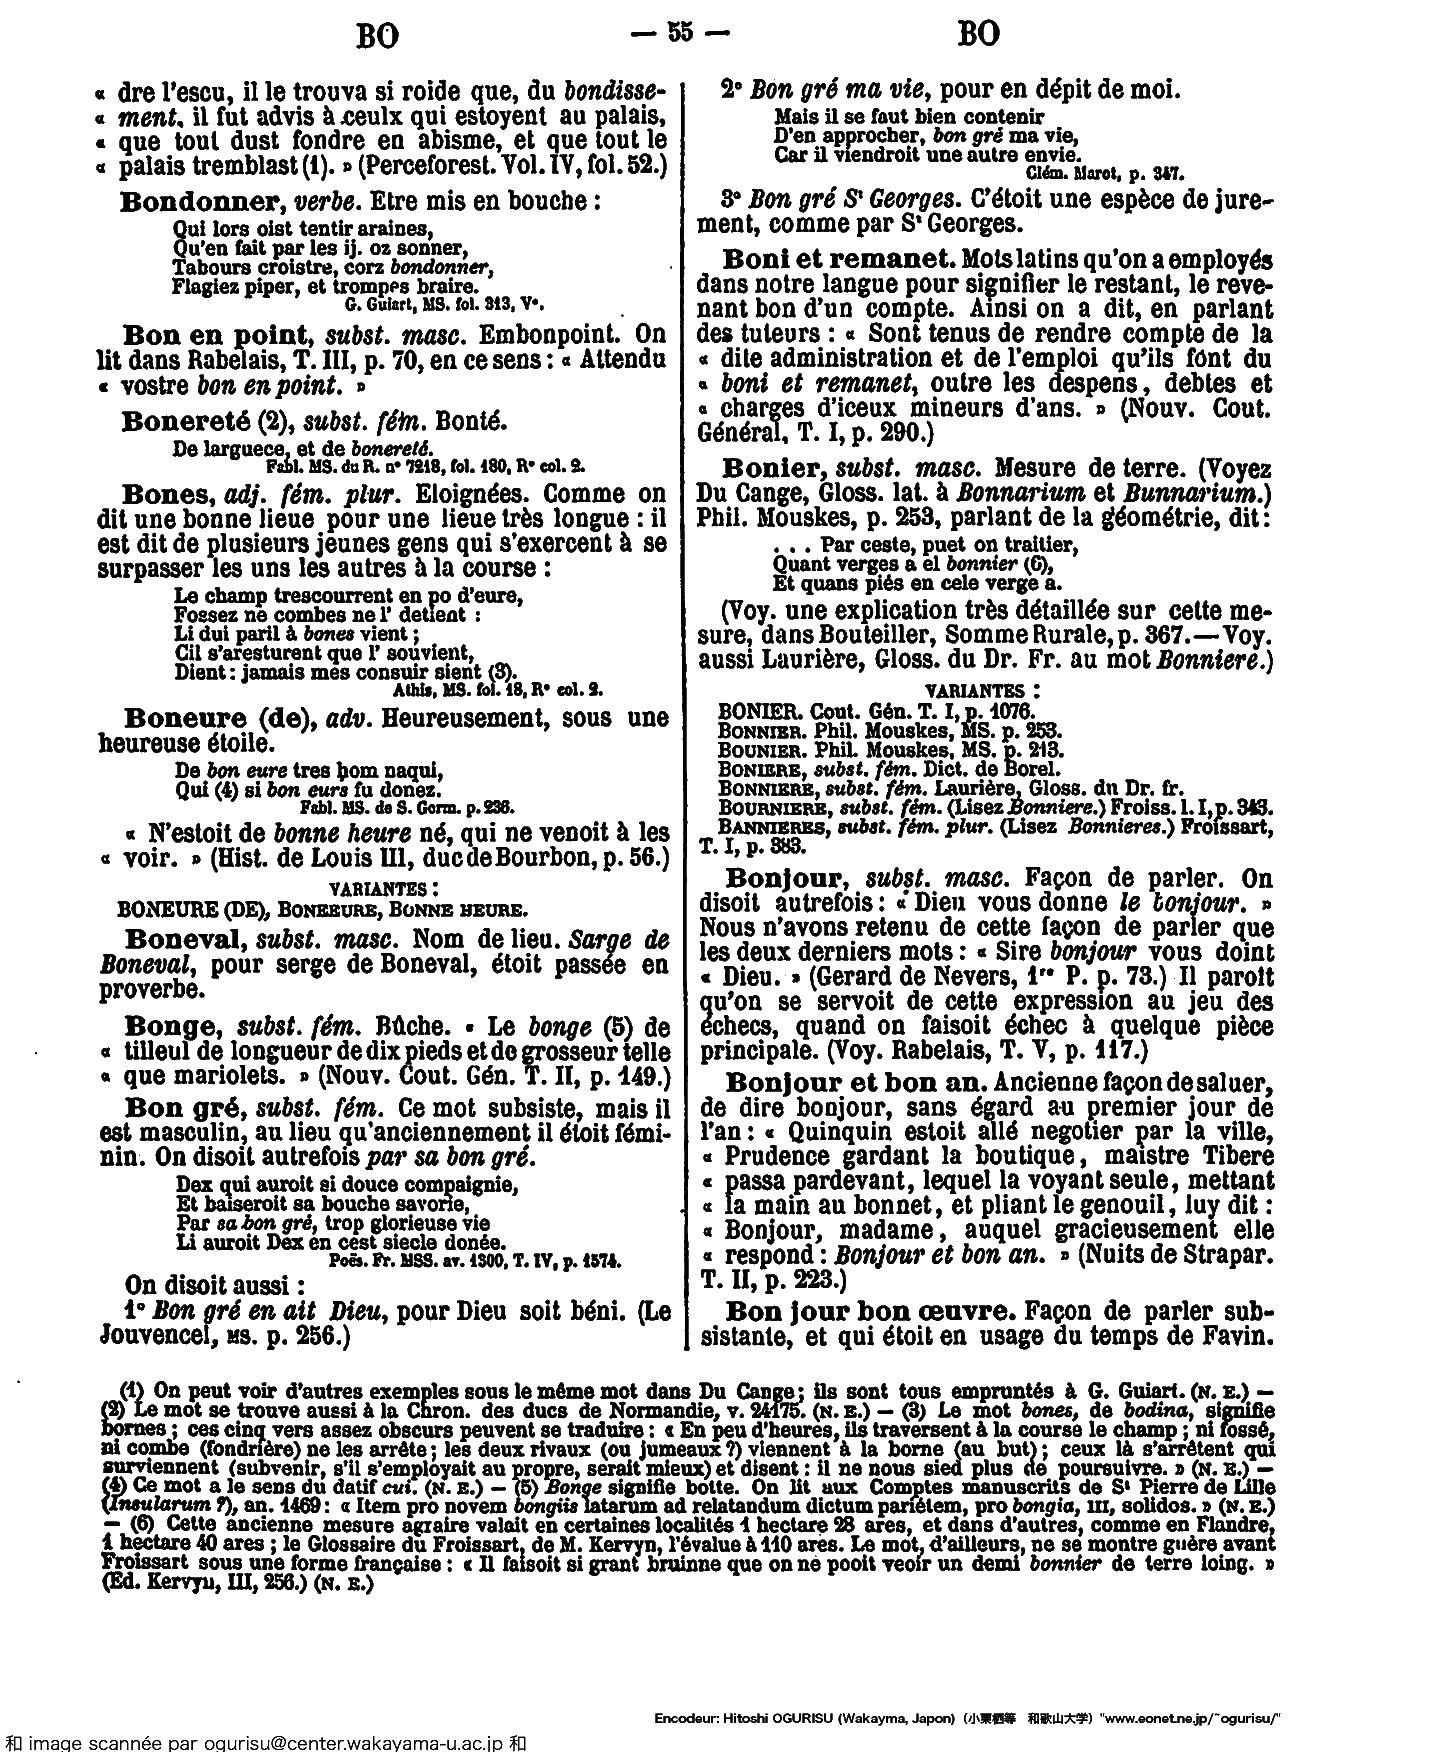 BO — 55 — BO
« dre l'escu, il le trouva si roide que, du bondisse-
« ment, il fut advis à ceulx qui estoyent au palais,
« que tout dust fondre en abisme, et que tout le
« palais tremblast (1). » (Perceforest. Vol. IV, fol. 52.)
Bondonner, verbe. Etre mis en bouche :
Qui lors oist tentir araines,
Qu'en fait par les ij. oz sonner,
Tabours croistre, corz bondonner,
Flagiez piper, et trompes braire.
G. Guiart, MS. fol. 313, V°.
Bon en point, subst. masc. Embonpoint. On
lit dans Rabelais, T. III, p. 70, en ce sens : « Attendu
« vostre bon en point. »
Bonereté (2), subst. fém. Bonté.
De larguece, et de bonereté.
Fabl. MS. du R. n° 7218, fol. 180, R° col. 2.
Bones, adj. fém. plur. Eloignées. Comme on
dit une bonne lieue pour une lieue très longue : il
est dit de plusieurs jeunes gens qui s'exercent à se
surpasser les uns les autres à la course :
Le champ trescourrent en po d'eure,
Fossez ne combes ne l' detient :
Li dui paril à bones vient ;
Cil s'aresturent que l' souvient,
Dient : jamais mes consuir sient (3).
Athis, MS. fol. 18, R° col. 2.
Boneure (de), adv. Heureusement, sous une
heureuse étoile.
De bon eure tres hom naqui,
Qui (4) si bon eurs fu donez.
Fabl. MS. de S. Germ. p. 236.
« N'estoit de bonne heure né, qui ne venoit à les
« voir. » (Hist. de Louis III, duc de Bourbon, p. 56.)
VARIANTES :
BONEURE (DE), BONEEURE, BONNE HEURE.
Boneval, subst. masc. Nom de lieu. Sarge de
Boneval, pour serge de Boneval, étoit passée en
proverbe.
Bonge, subst. fém. Bûche. « Le bonge (5) de
« tilleul de longueur de dix pieds et de grosseur telle
« que mariolets. » (Nouv. Cout. Gén. T. II, p. 149.)
Bon gré, subst. fém. Ce mot subsiste, mais il
est masculin, au lieu qu'anciennement il étoit fémi-
nin. On disoit autrefois par sa bon gré.
Dex qui auroit si douce compaignie,
Et baiseroit sa bouche savorie,
Par sa bon gré, trop glorieuse vie
Li auroit Dex en cest siecle donée.
Poës. Fr. MSS. av. 1300, T. IV, p. 1574.
On disoit aussi :
1° Bon gré en ait Dieu, pour Dieu soit béni. (Le
Jouvencel, MS. p. 256.)
2° Bon gré ma vie, pour en dépit de moi.
Mais il se faut bien contenir
D'en approcher, bon gré ma vie,
Car il viendroit une autre envie.
Clém. Marot, p. 347.
3° Bon gré St Georges. C'étoit une espèce de jure-
ment, comme par St Georges.
Boni et remanet. Mots latins qu'on a employés
dans notre langue pour signifier le restant, le reve-
nant bon d'un compte. Ainsi on a dit, en parlant
des tuteurs : « Sont tenus de rendre compte de la
« dite administration et de l'emploi qu'ils font du
« boni et remanet, outre les despens, debtes et
« charges d'iceux mineurs d'ans. » (Nouv. Cout.
Général, T. I, p. 290.)
Bonier, subst. masc. Mesure de terre. (Voyez
Du Cange, Gloss. lat. à Bonnarium et Bunnarium.)
Phil. Mouskes, p. 253, parlant de la géométrie, dit :
. . . Par ceste, puet on traitier,
Quant verges a el bonnier (6),
Et quans piés en cele verge a.
(Voy. une explication très détaillée sur cette me-
sure, dans Bouteiller, Somme Rurale, p. 367. — Voy.
aussi Laurière, Gloss. du Dr. Fr. au mot Bonniere.)
VARIANTES :
BONIER. Cout. Gén. T. I, p. 1076.
BONNIER. Phil. Mouskes, MS. p. 253.
BOUNIER. Phil. Mouskes, MS. p. 213.
BONIERE, subst. fém. Dict. de Borel.
BONNIERE, subst. fém. Laurière, Gloss. du Dr. fr.
BOURNIERE, subst. fém. (Lisez Bonniere.) Froiss. l. I, p. 343.
BANNIERES, subst. fém. plur. (Lisez Bonnieres.) Froissart,
T. I, p. 383.
Bonjour, subst. masc. Façon de parler. On
disoit autrefois : « Dieu vous donne le bonjour. »
Nous n'avons retenu de cette façon de parler que
les deux derniers mots : « Sire bonjour vous doint
« Dieu. » (Gerard de Nevers, 1re P. p. 73.) Il paroit
qu'on se servoit de cette expression au jeu des
échecs, quand on faisoit échec à quelque pièce
principale. (Voy. Rabelais, T. V, p. 117.)
Bonjour et bon an. Ancienne façon de saluer,
de dire bonjour, sans égard au premier jour de
l'an : « Quinquin estoit allé negotier par la ville,
« Prudence gardant la boutique, maistre Tibere
« passa pardevant, lequel la voyant seule, mettant
« la main au bonnet, et pliant le genouil, luy dit :
« Bonjour, madame, auquel gracieusement elle
« respond : Bonjour et bon an. » (Nuits de Strapar.
T. II, p. 223.)
Bon jour bon œuvre. Façon de parler sub-
sistante, et qui étoit en usage du temps de Favin.
(1) On peut voir d'autres exemples sous le même mot dans Du Cange ; ils sont tous empruntés à G. Guiart. (N. E.) —
(2) Le mot se trouve aussi à la Chron. des ducs de Normandie, v. 24175. (N. E.) — (3) Le mot bones, de bodina, signifie
bornes ; ces cinq vers assez obscurs peuvent se traduire : « En peu d'heures, ils traversent à la course le champ ; ni fossé,
ni combe (fondrière) ne les arrête ; les deux rivaux (ou jumeaux ?) viennent à la borne (au but) ; ceux là s'arrêtent qui
surviennent (subvenir, s'il s'employait au propre, serait mieux) et disent : il ne nous sied plus de poursuivre. » (N. E.) —
(4) Ce mot a le sens du datif cui. (N. E.) — (5) Bonge signifie botte. On lit aux Comptes manuscrits de St Pierre de Lille
(Insularum ?), an. 1469 : « Item pro novem bongiis latarum ad relatandum dictum parietem, pro bongia, III, solidos. » (N. E.)
— (6) Cette ancienne mesure agraire valait en certaines localités 1 hectare 28 ares, et dans d'autres, comme en Flandre,
1 hectare 40 ares ; le Glossaire du Froissart, de M. Kervyn, l'évalue à 110 ares. Le mot, d'ailleurs, ne se montre guère avant
Froissart sous une forme française : « Il faisoit si grant bruinne que on ne pooit veoir un demi bonnier de terre loing. »
(Ed. Kervyn, III, 256.) (N. E.)
Encodeur: Hitoshi OGURISU (Wakayma, Japon) (小栗栖等 和歌山大学) "www.eonet.ne.jp/~ogurisu/"
和 image scannée par ogurisu@center.wakayama-u.ac.jp 和